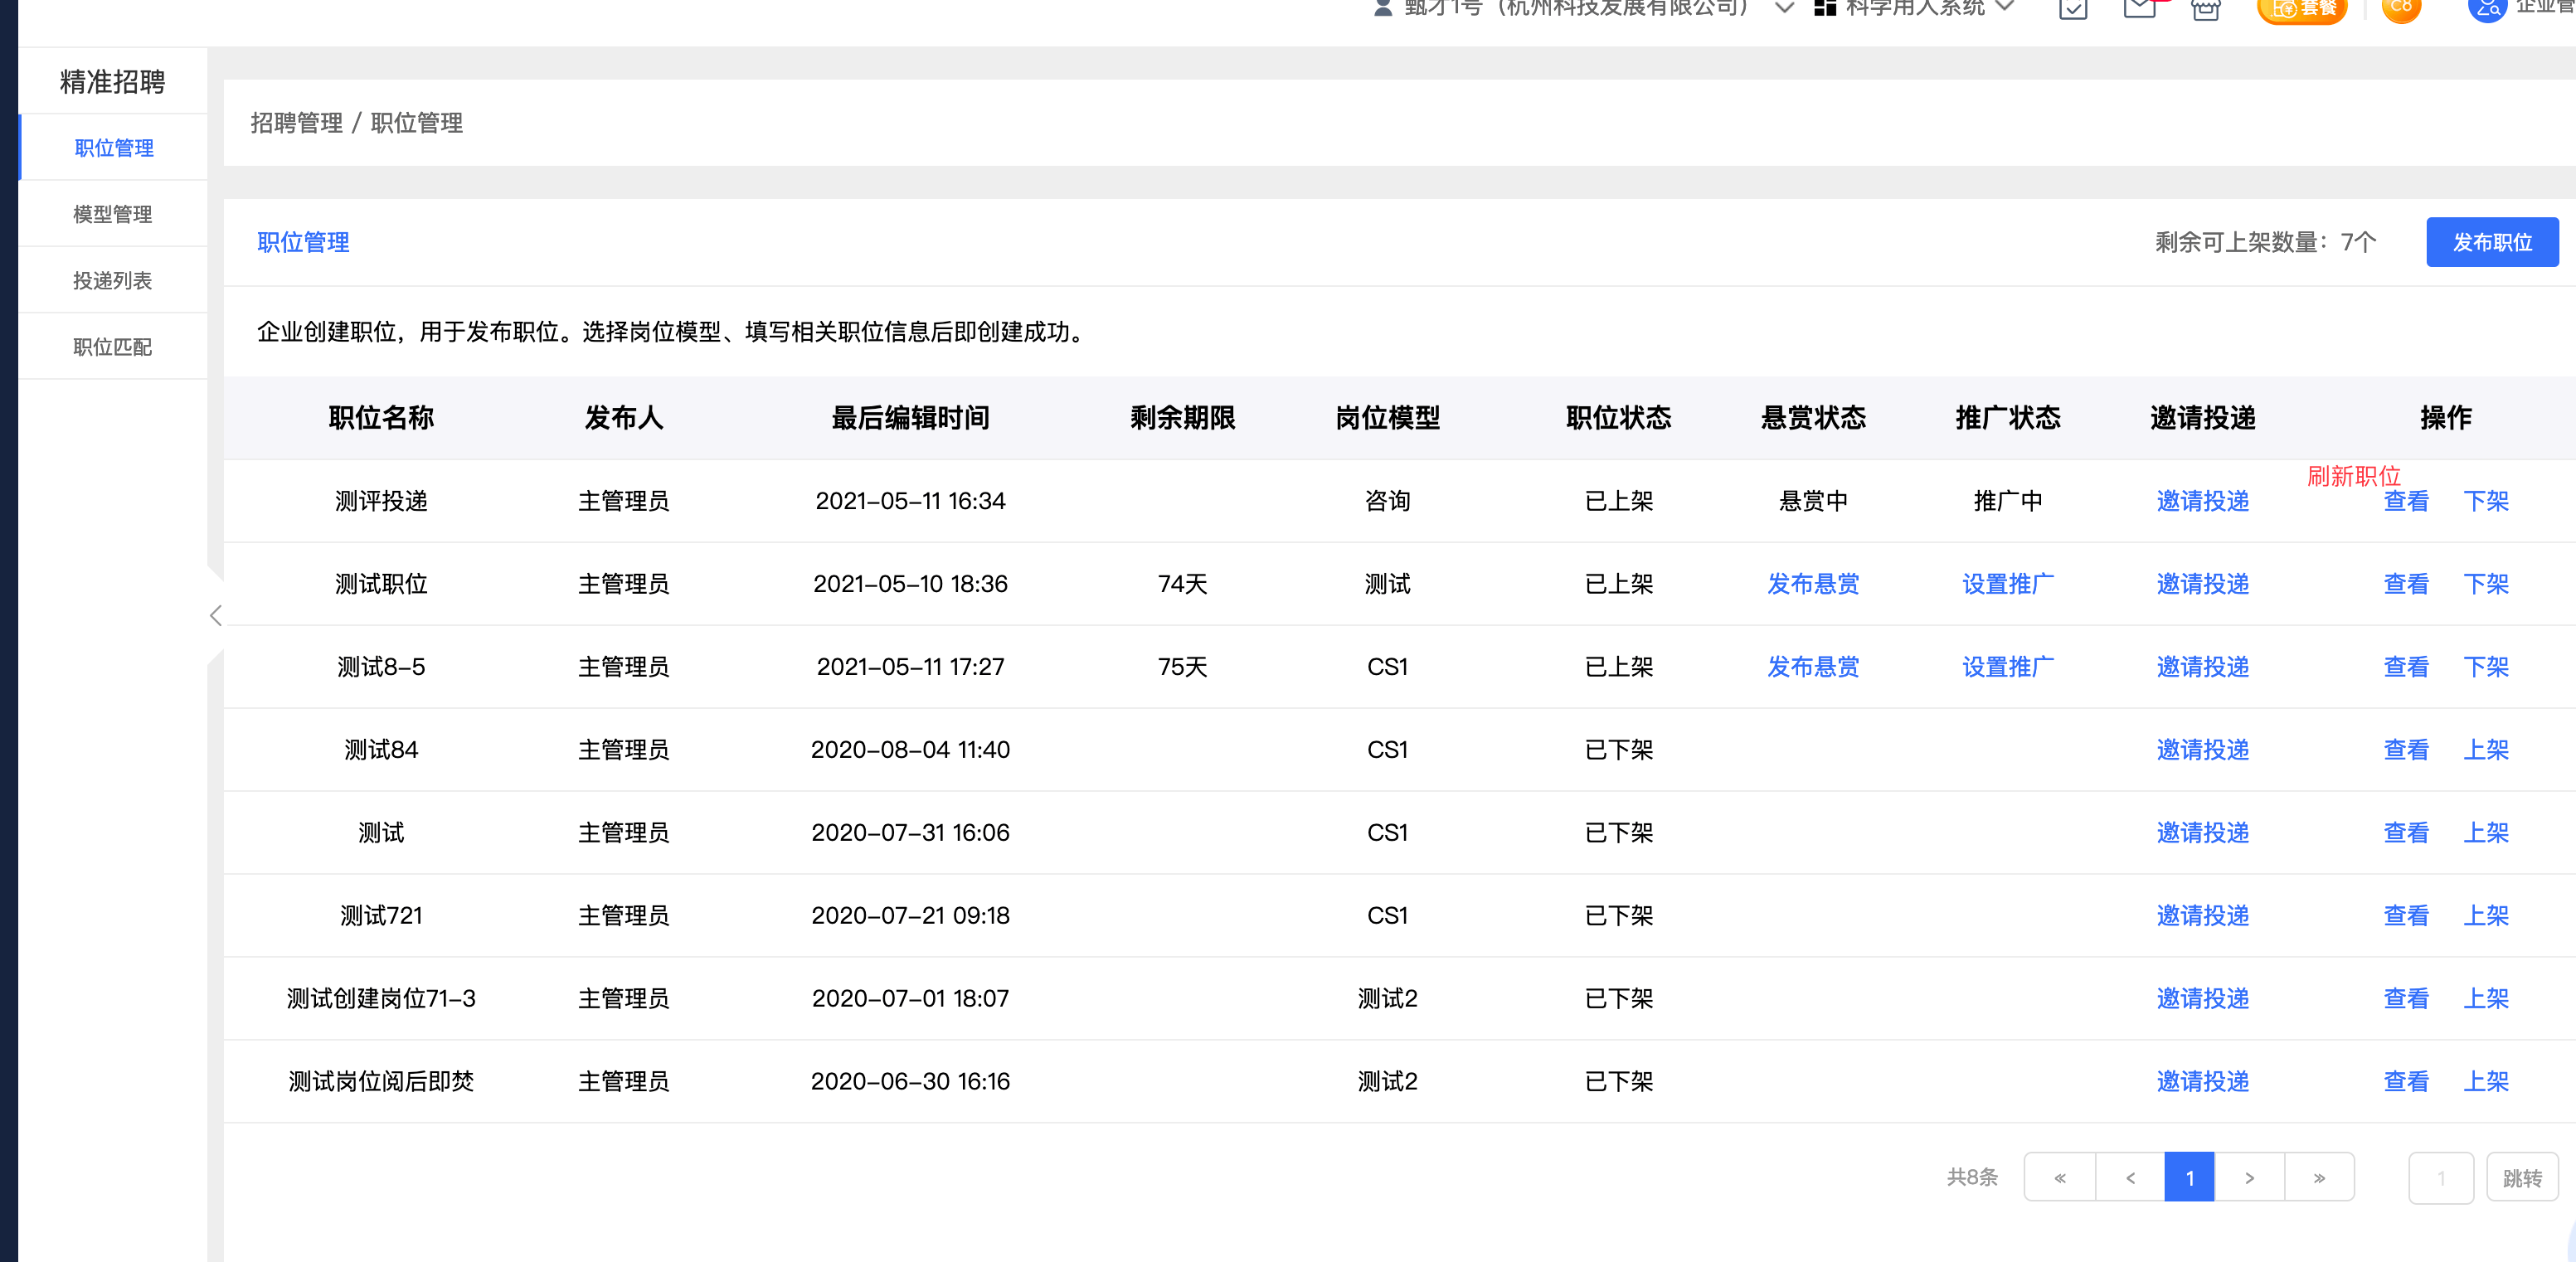 甄才1号（杭州科技发展有限公司） 科学用人系统 套餐 C8 企业管
精准招聘
职位管理
模型管理
投递列表
职位匹配
招聘管理 / 职位管理
职位管理 剩余可上架数量：7个 发布职位
企业创建职位，用于发布职位。选择岗位模型、填写相关职位信息后即创建成功。
职位名称 发布人 最后编辑时间 剩余期限 岗位模型 职位状态 悬赏状态 推广状态 邀请投递 操作
刷新职位
测评投递 主管理员 2021-05-11 16:34 咨询 已上架 悬赏中 推广中 邀请投递 查看 下架
测试职位 主管理员 2021-05-10 18:36 74天 测试 已上架 发布悬赏 设置推广 邀请投递 查看 下架
测试8-5 主管理员 2021-05-11 17:27 75天 CS1 已上架 发布悬赏 设置推广 邀请投递 查看 下架
测试84 主管理员 2020-08-04 11:40 CS1 已下架 邀请投递 查看 上架
测试 主管理员 2020-07-31 16:06 CS1 已下架 邀请投递 查看 上架
测试721 主管理员 2020-07-21 09:18 CS1 已下架 邀请投递 查看 上架
测试创建岗位71-3 主管理员 2020-07-01 18:07 测试2 已下架 邀请投递 查看 上架
测试岗位阅后即焚 主管理员 2020-06-30 16:16 测试2 已下架 邀请投递 查看 上架
共8条 « < 1 > » 1 跳转